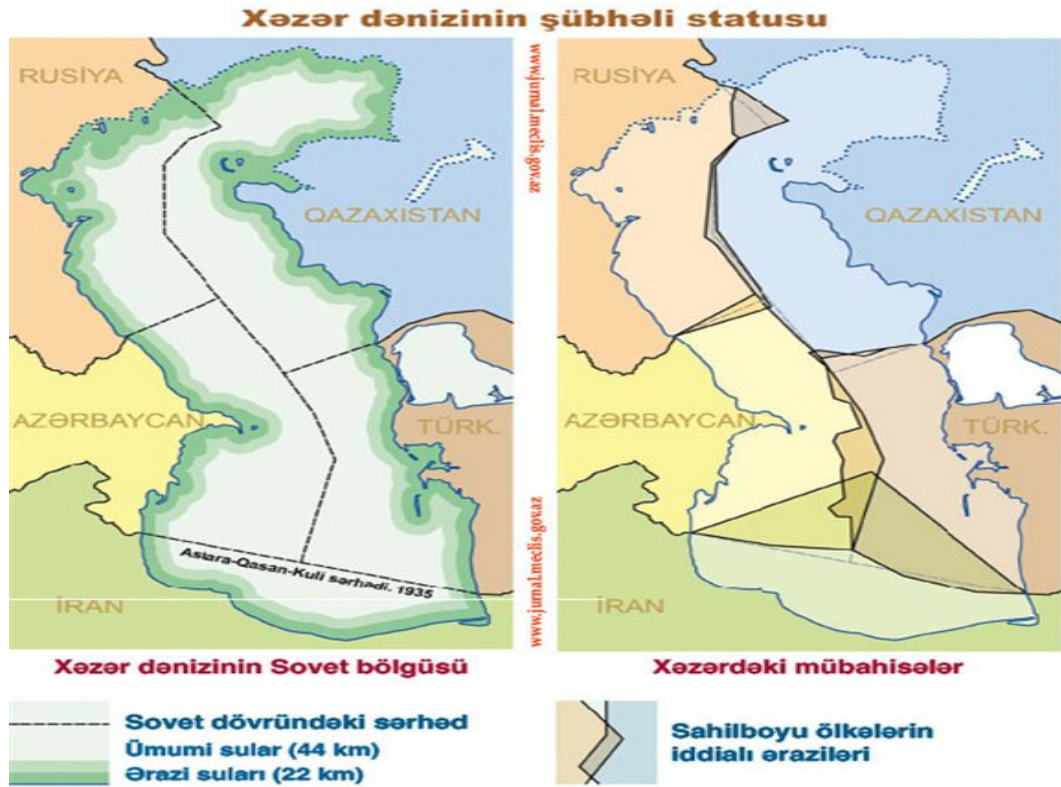 Xəzər dənizinin şübhəli statusu
RUSİYA
QAZAXISTAN
AZƏRBAYCAN
TÜRK.
Astara-Qasan-Kuli sərhədi. 1935
İRAN
www.jurnal.meclis.gov.az
www.jurnal.meclis.gov.az
RUSİYA
QAZAXISTAN
AZƏRBAYCAN
TÜRK.
İRAN
Xəzər dənizinin Sovet bölgüsü
Xəzərdəki mübahisələr
Sovet dövründəki sərhəd
Ümumi sular (44 km)
Ərazi suları (22 km)
Sahilboyu ölkələrin
iddialı əraziləri